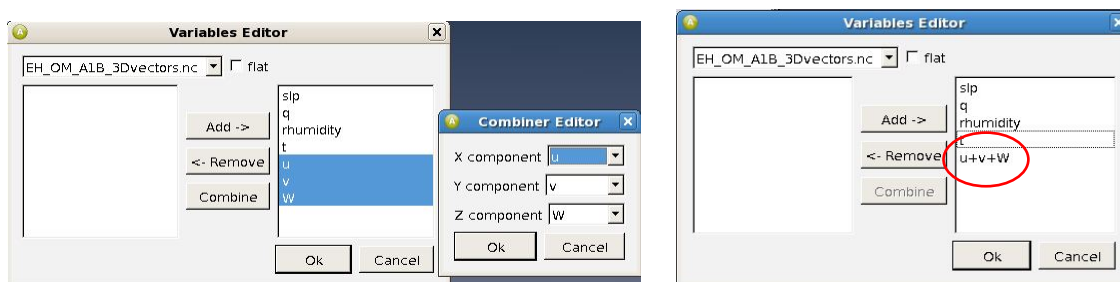 Variables Editor
EH_OM_A1B_3Dvectors.nc
flat
Add ->
<- Remove
Combine
slp
q
rhumidity
t
u
v
W
Ok
Cancel
Combiner Editor
X component u
Y component v
Z component W
Ok
Cancel
Variables Editor
EH_OM_A1B_3Dvectors.nc
flat
Add ->
<- Remove
Combine
slp
q
rhumidity
t
u+v+W
Ok
Cancel